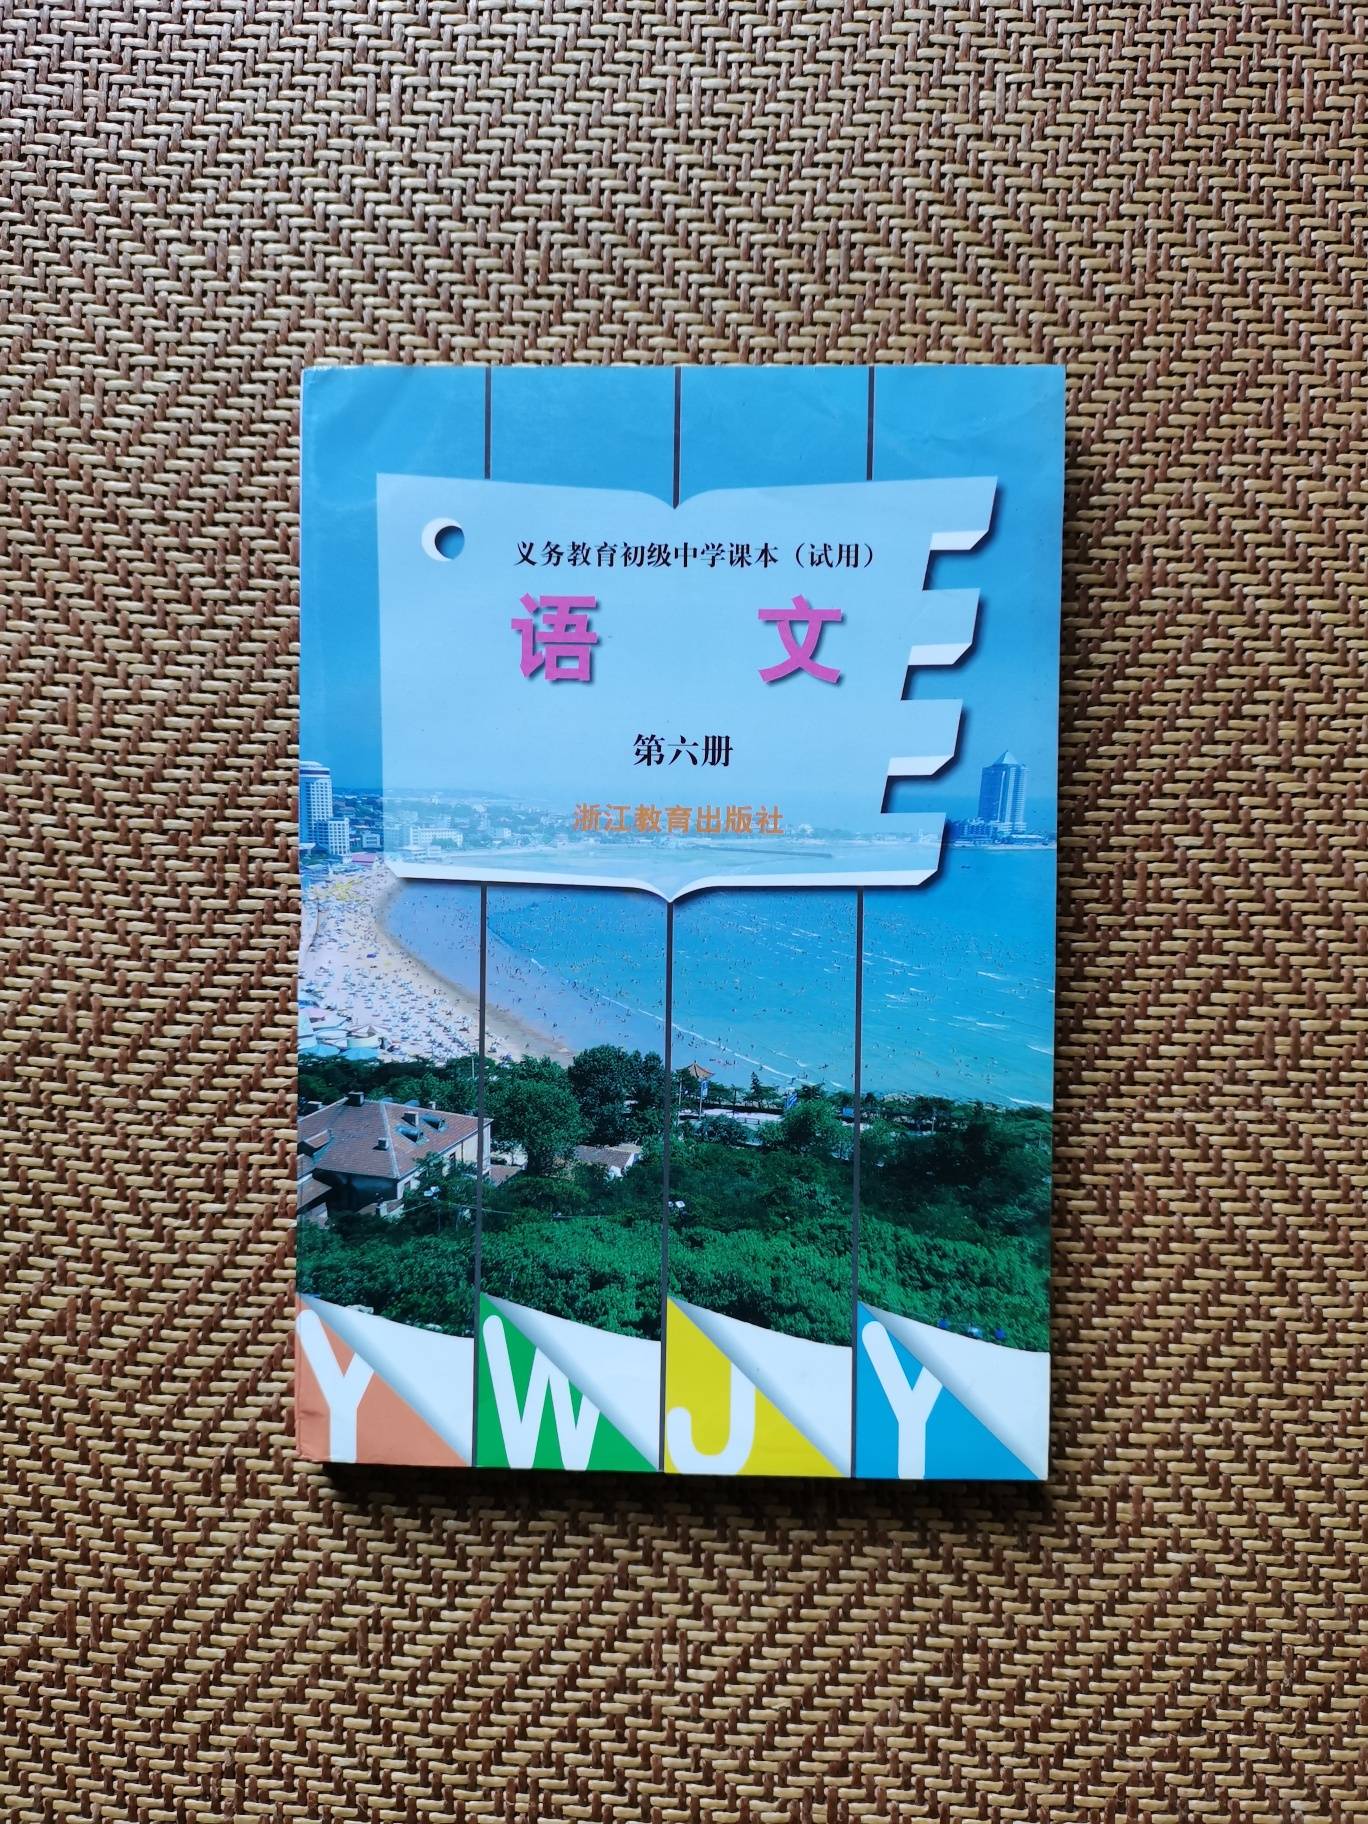 义务教育初级中学课本（试用）
语文
第六册
浙江教育出版社
YWJY